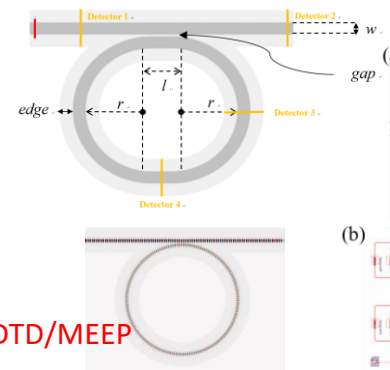 Detector 1
Detector 2
w
gap
l
edge
r
r
Detector 3
Detector 4
(b)
DTD/MEEP